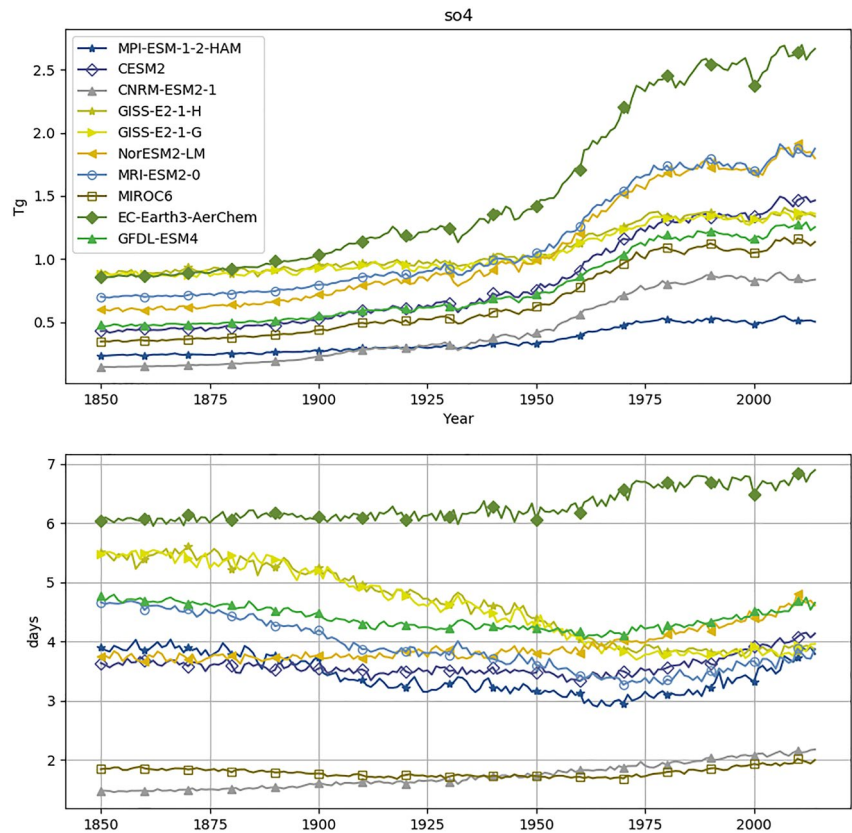 so4
2.5
2.0
1.5
1.0
0.5
Tg
MPI-ESM-1-2-HAM
CESM2
CNRM-ESM2-1
GISS-E2-1-H
GISS-E2-1-G
NorESM2-LM
MRI-ESM2-0
MIROC6
EC-Earth3-AerChem
GFDL-ESM4
1850 1875 1900 1925 1950 1975 2000
Year
7
6
5
4
3
2
days
1850 1875 1900 1925 1950 1975 2000